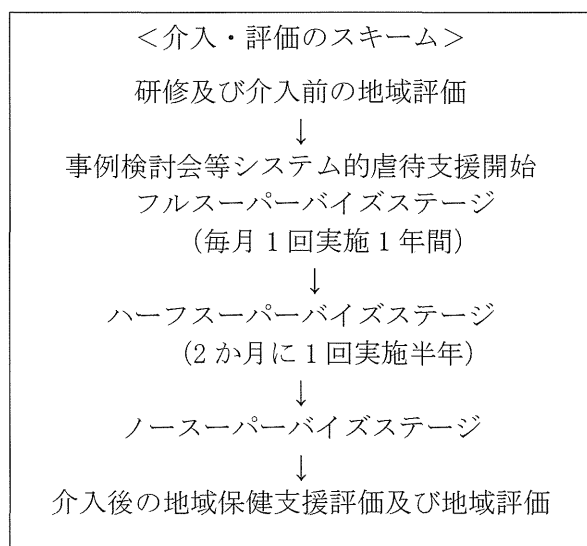 ＜介入・評価のスキーム＞
研修及び介入前の地域評価
↓
事例検討会等システム的虐待支援開始
フルスーパーバイズステージ
（毎月1回実施1年間）
↓
ハーフスーパーバイズステージ
（2か月に1回実施半年）
↓
ノースーパーバイズステージ
↓
介入後の地域保健支援評価及び地域評価